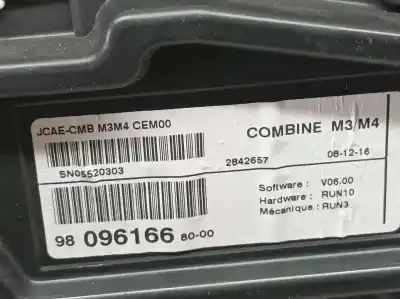 JCAE-CMB M3M4 CEM00
COMBINE M3/M4
SN05520303
2842657
08-12-16
Software : V06.00
Hardware : RUN10
Mécanique : RUN3
98 096166 80-00